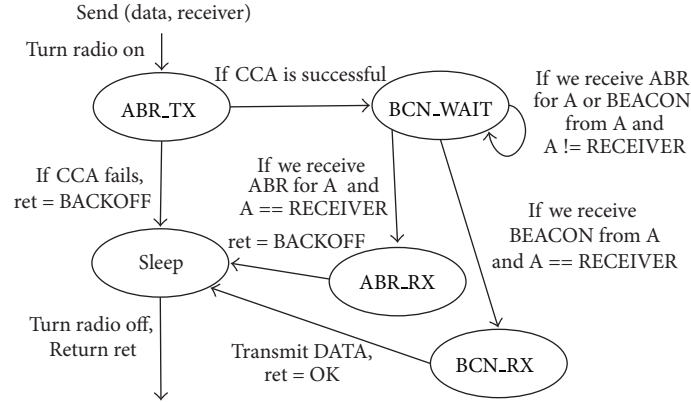 Send (data, receiver)
Turn radio on
If CCA is successful
ABR_TX
BCN_WAIT
If we receive ABR
for A or BEACON
from A and
A != RECEIVER
If CCA fails,
ret = BACKOFF
If we receive
ABR for A and
A == RECEIVER
If we receive
BEACON from A
and A == RECEIVER
ret = BACKOFF
Sleep
ABR_RX
Turn radio off,
Return ret
Transmit DATA,
ret = OK
BCN_RX